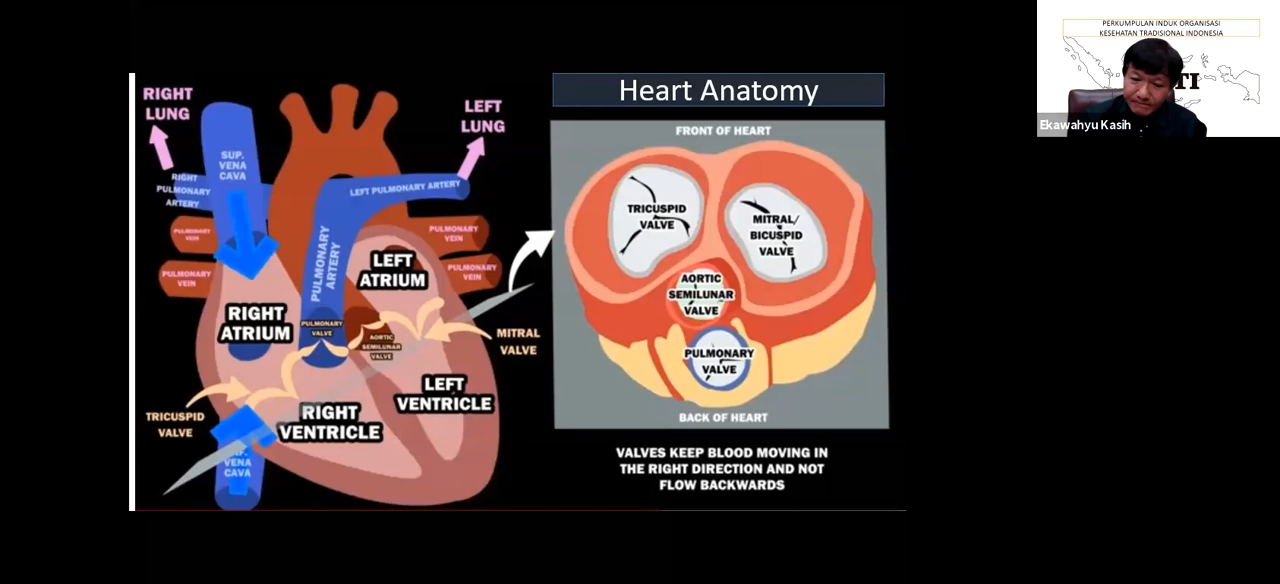 PERKUMPULAN INDUK ORGANISASI
KESEHATAN TRADISIONAL INDONESIA
TI
Ekawahyu Kasih
Heart Anatomy
RIGHT
LUNG
LEFT
LUNG
SUP.
VENA
CAVA
RIGHT
PULMONARY
ARTERY
LEFT PULMONARY ARTERY
PULMONARY
VEIN
PULMONARY
VEIN
PULMONARY
ARTERY
PULMONARY
VEIN
PULMONARY
VEIN
LEFT
ATRIUM
RIGHT
ATRIUM
PULMONARY
VALVE
AORTIC
SEMILUNAR
VALVE
MITRAL
VALVE
LEFT
VENTRICLE
RIGHT
VENTRICLE
TRICUSPID
VALVE
VENA
CAVA
FRONT OF HEART
TRICUSPID
VALVE
MITRAL/
BICUSPID
VALVE
AORTIC
SEMILUNAR
VALVE
PULMONARY
VALVE
BACK OF HEART
VALVES KEEP BLOOD MOVING IN
THE RIGHT DIRECTION AND NOT
FLOW BACKWARDS